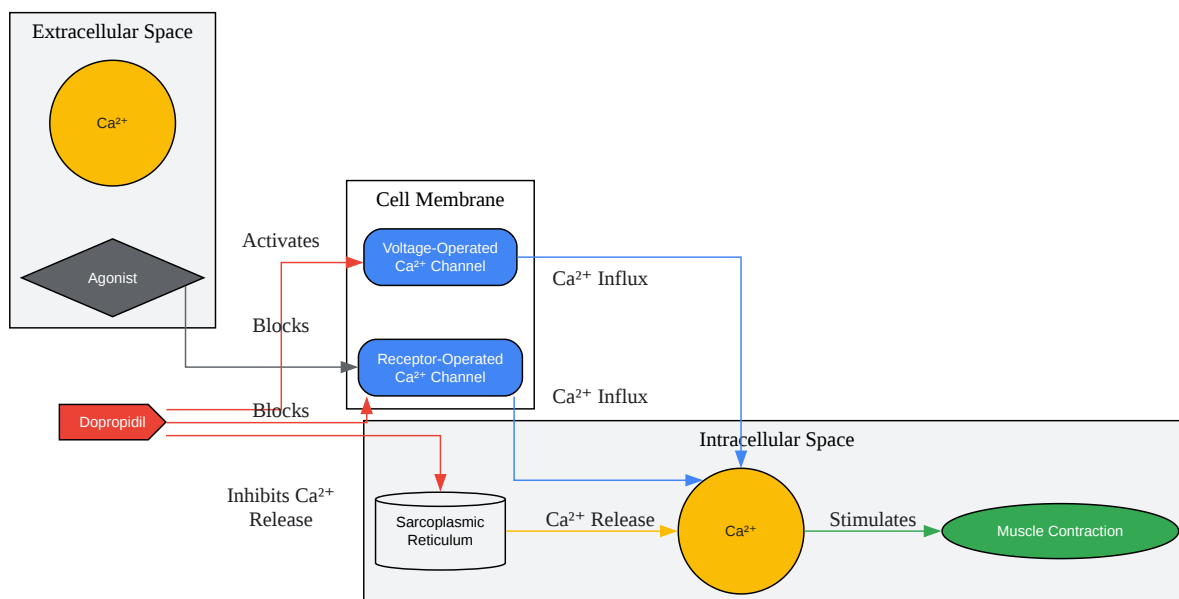 Extracellular Space
Ca²⁺
Agonist
Cell Membrane
Activates
Voltage-Operated
Ca²⁺ Channel
Ca²⁺ Influx
Blocks
Receptor-Operated
Ca²⁺ Channel
Ca²⁺ Influx
Dopropidil
Blocks
Intracellular Space
Inhibits Ca²⁺
Release
Sarcoplasmic
Reticulum
Ca²⁺ Release
Ca²⁺
Stimulates
Muscle Contraction